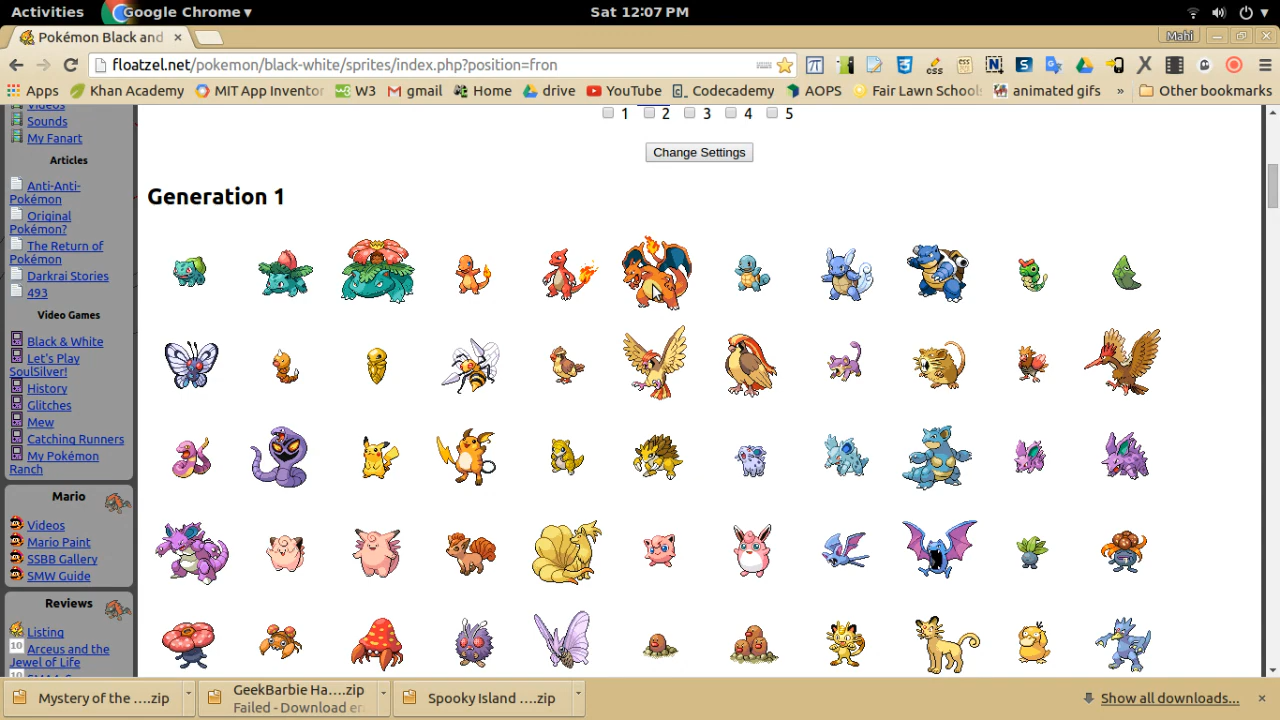 Activities Google Chrome ▾ Sat 12:07 PM
Pokémon Black and × Mahi
floatzel.net/pokemon/black-white/sprites/index.php?position=fron
Apps Khan Academy MIT App Inventor W3 gmail Home drive YouTube Codecademy AOPS Fair Lawn Schools animated gifs » Other bookmarks
Videos
Sounds
My Fanart
Articles
Anti-Anti-
Pokémon
Original
Pokémon?
The Return of
Pokémon
Darkrai Stories
493
Video Games
Black & White
Let's Play
SoulSilver!
History
Glitches
Mew
Catching Runners
My Pokémon
Ranch
Mario
Videos
Mario Paint
SSBB Gallery
SMW Guide
Reviews
Listing
10 Arceus and the
Jewel of Life
1 2 3 4 5
Change Settings
Generation 1
Mystery of the ....zip
GeekBarbie Ha....zip
Failed - Download er
Spooky Island ....zip
Show all downloads... ×